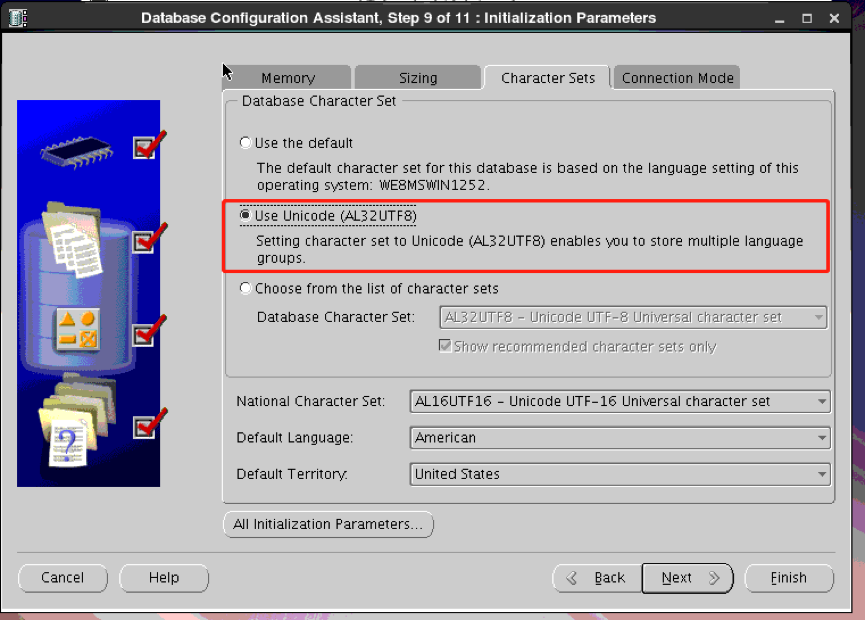 Database Configuration Assistant, Step 9 of 11 : Initialization Parameters
Memory
Sizing
Character Sets
Connection Mode
Database Character Set
Use the default
The default character set for this database is based on the language setting of this
operating system: WE8MSWIN1252.
Use Unicode (AL32UTF8)
Setting character set to Unicode (AL32UTF8) enables you to store multiple language
groups.
Choose from the list of character sets
Database Character Set:
AL32UTF8 – Unicode UTF–8 Universal character set
Show recommended character sets only
National Character Set:
AL16UTF16 – Unicode UTF–16 Universal character set
Default Language:
American
Default Territory:
United States
All Initialization Parameters...
Cancel
Help
Back
Next
Finish
?